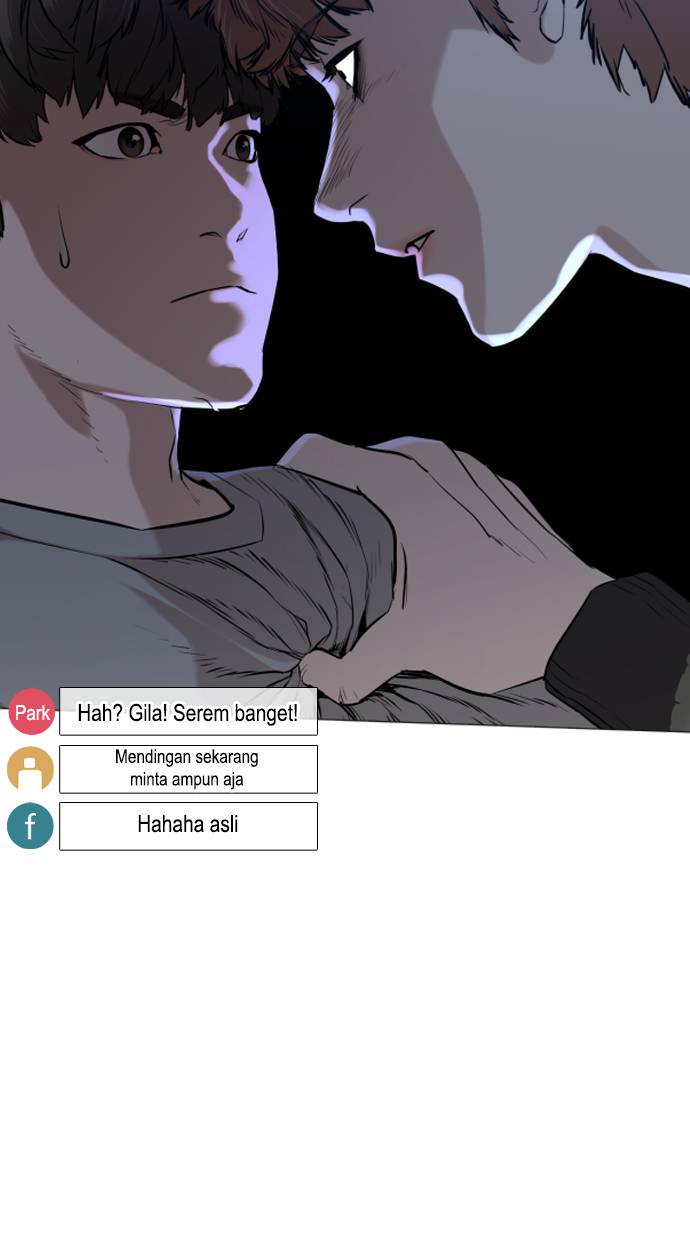 Park
Hah? Gila! Serem banget!
Mendingan sekarang
minta ampun aja
f
Hahaha asli